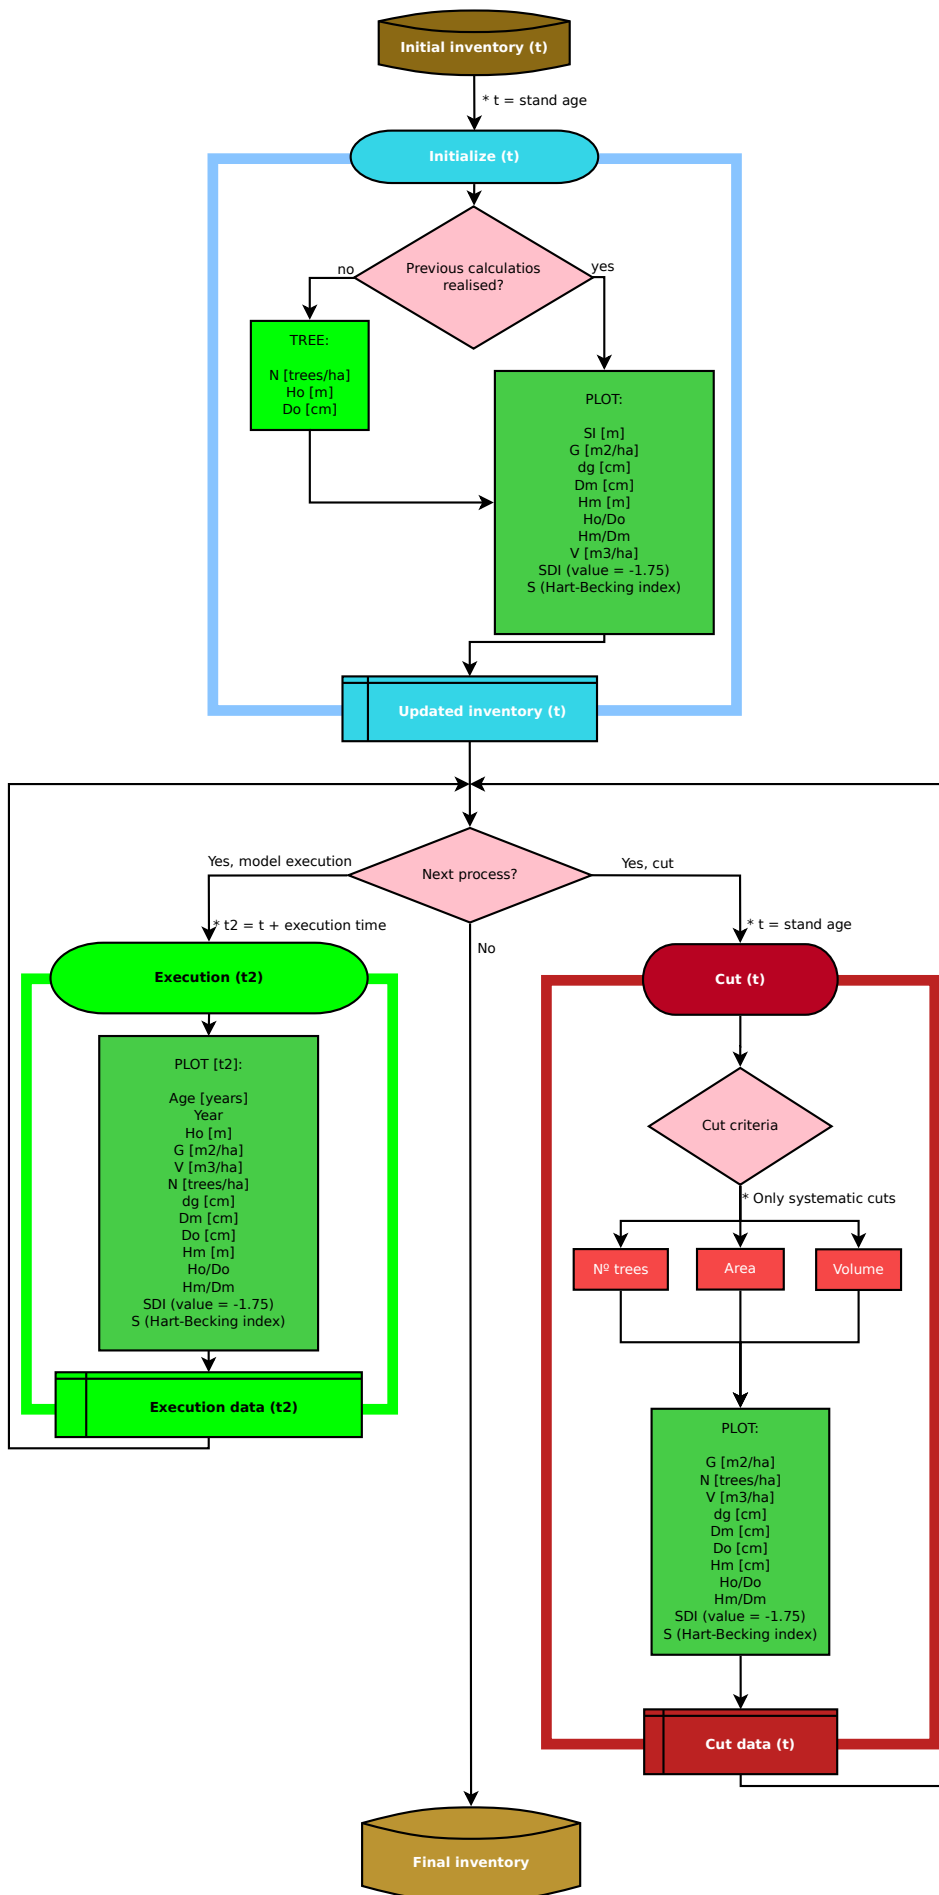 Initial inventory (t)
* t = stand age
Initialize (t)
Previous calculatios
realised?
no
yes
TREE:
N [trees/ha]
Ho [m]
Do [cm]
PLOT:
SI [m]
G [m2/ha]
dg [cm]
Dm [cm]
Hm [m]
Ho/Do
Hm/Dm
V [m3/ha]
SDI (value = -1.75)
S (Hart-Becking index)
Updated inventory (t)
Next process?
Yes, model execution
Yes, cut
No
* t2 = t + execution time
* t = stand age
Execution (t2)
PLOT [t2]:
Age [years]
Year
Ho [m]
G [m2/ha]
V [m3/ha]
N [trees/ha]
dg [cm]
Dm [cm]
Do [cm]
Hm [m]
Ho/Do
Hm/Dm
SDI (value = -1.75)
S (Hart-Becking index)
Execution data (t2)
Cut (t)
Cut criteria
* Only systematic cuts
Nº trees
Area
Volume
PLOT:
G [m2/ha]
N [trees/ha]
V [m3/ha]
dg [cm]
Dm [cm]
Do [cm]
Hm [cm]
Ho/Do
Hm/Dm
SDI (value = -1.75)
S (Hart-Becking index)
Cut data (t)
Final inventory